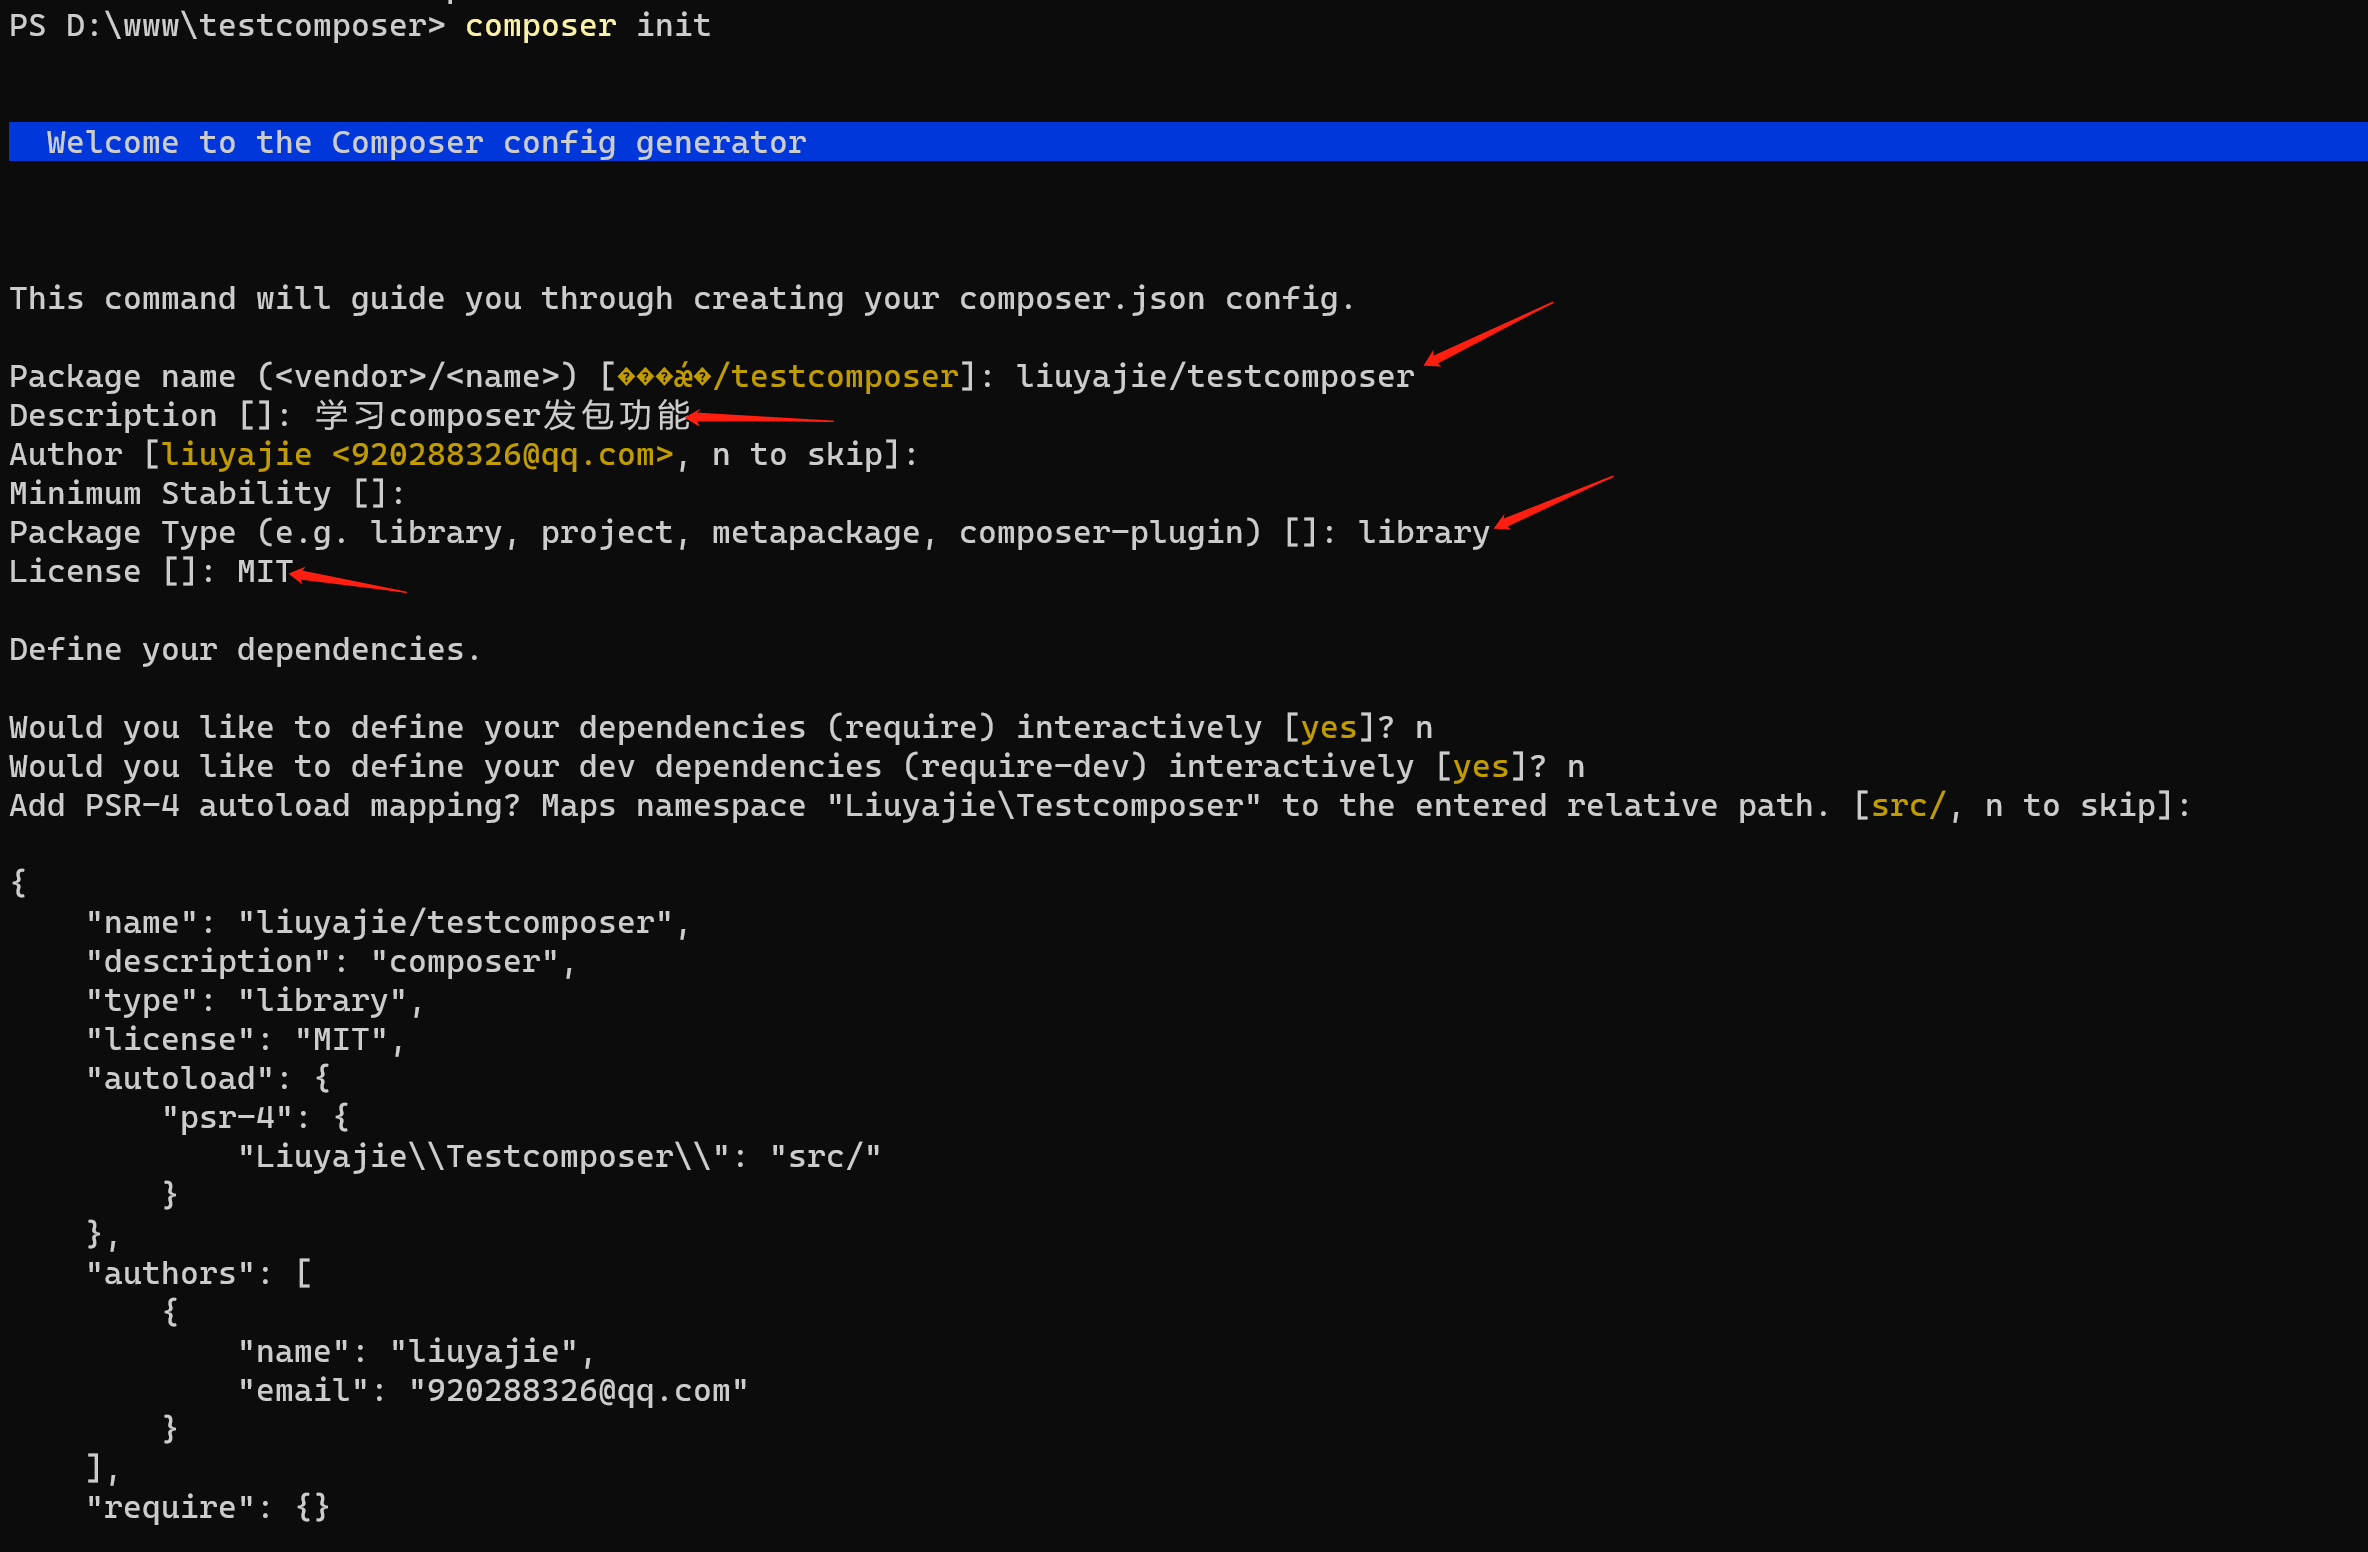 PS D:\www\testcomposer> composer init
Welcome to the Composer config generator
This command will guide you through creating your composer.json config.
Package name (<vendor>/<name>) [���ǽ�/testcomposer]: liuyajie/testcomposer
Description []: 学习composer发包功能
Author [liuyajie <920288326@qq.com>, n to skip]:
Minimum Stability []:
Package Type (e.g. library, project, metapackage, composer-plugin) []: library
License []: MIT
Define your dependencies.
Would you like to define your dependencies (require) interactively [yes]? n
Would you like to define your dev dependencies (require-dev) interactively [yes]? n
Add PSR-4 autoload mapping? Maps namespace "Liuyajie\Testcomposer" to the entered relative path. [src/, n to skip]:
{
    "name": "liuyajie/testcomposer",
    "description": "composer",
    "type": "library",
    "license": "MIT",
    "autoload": {
        "psr-4": {
            "Liuyajie\\Testcomposer\\": "src/"
        }
    },
    "authors": [
        {
            "name": "liuyajie",
            "email": "920288326@qq.com"
        }
    ],
    "require": {}